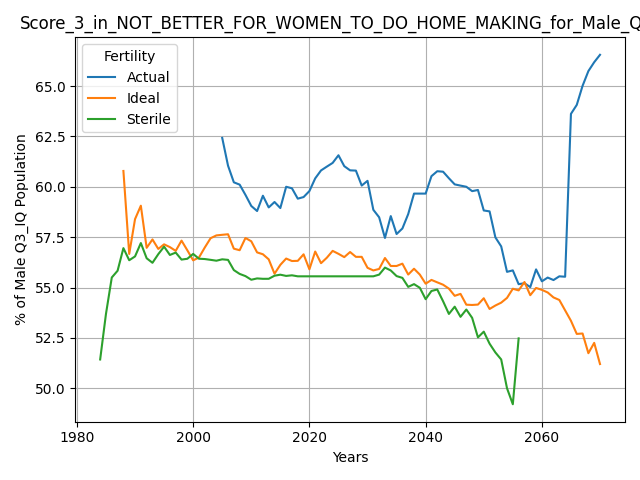 Score_3_in_NOT_BETTER_FOR_WOMEN_TO_DO_HOME_MAKING_for_Male_Q
Fertility
Actual
Ideal
Sterile
% of Male Q3_IQ Population
65.0
62.5
60.0
57.5
55.0
52.5
50.0
1980
2000
2020
2040
2060
Years